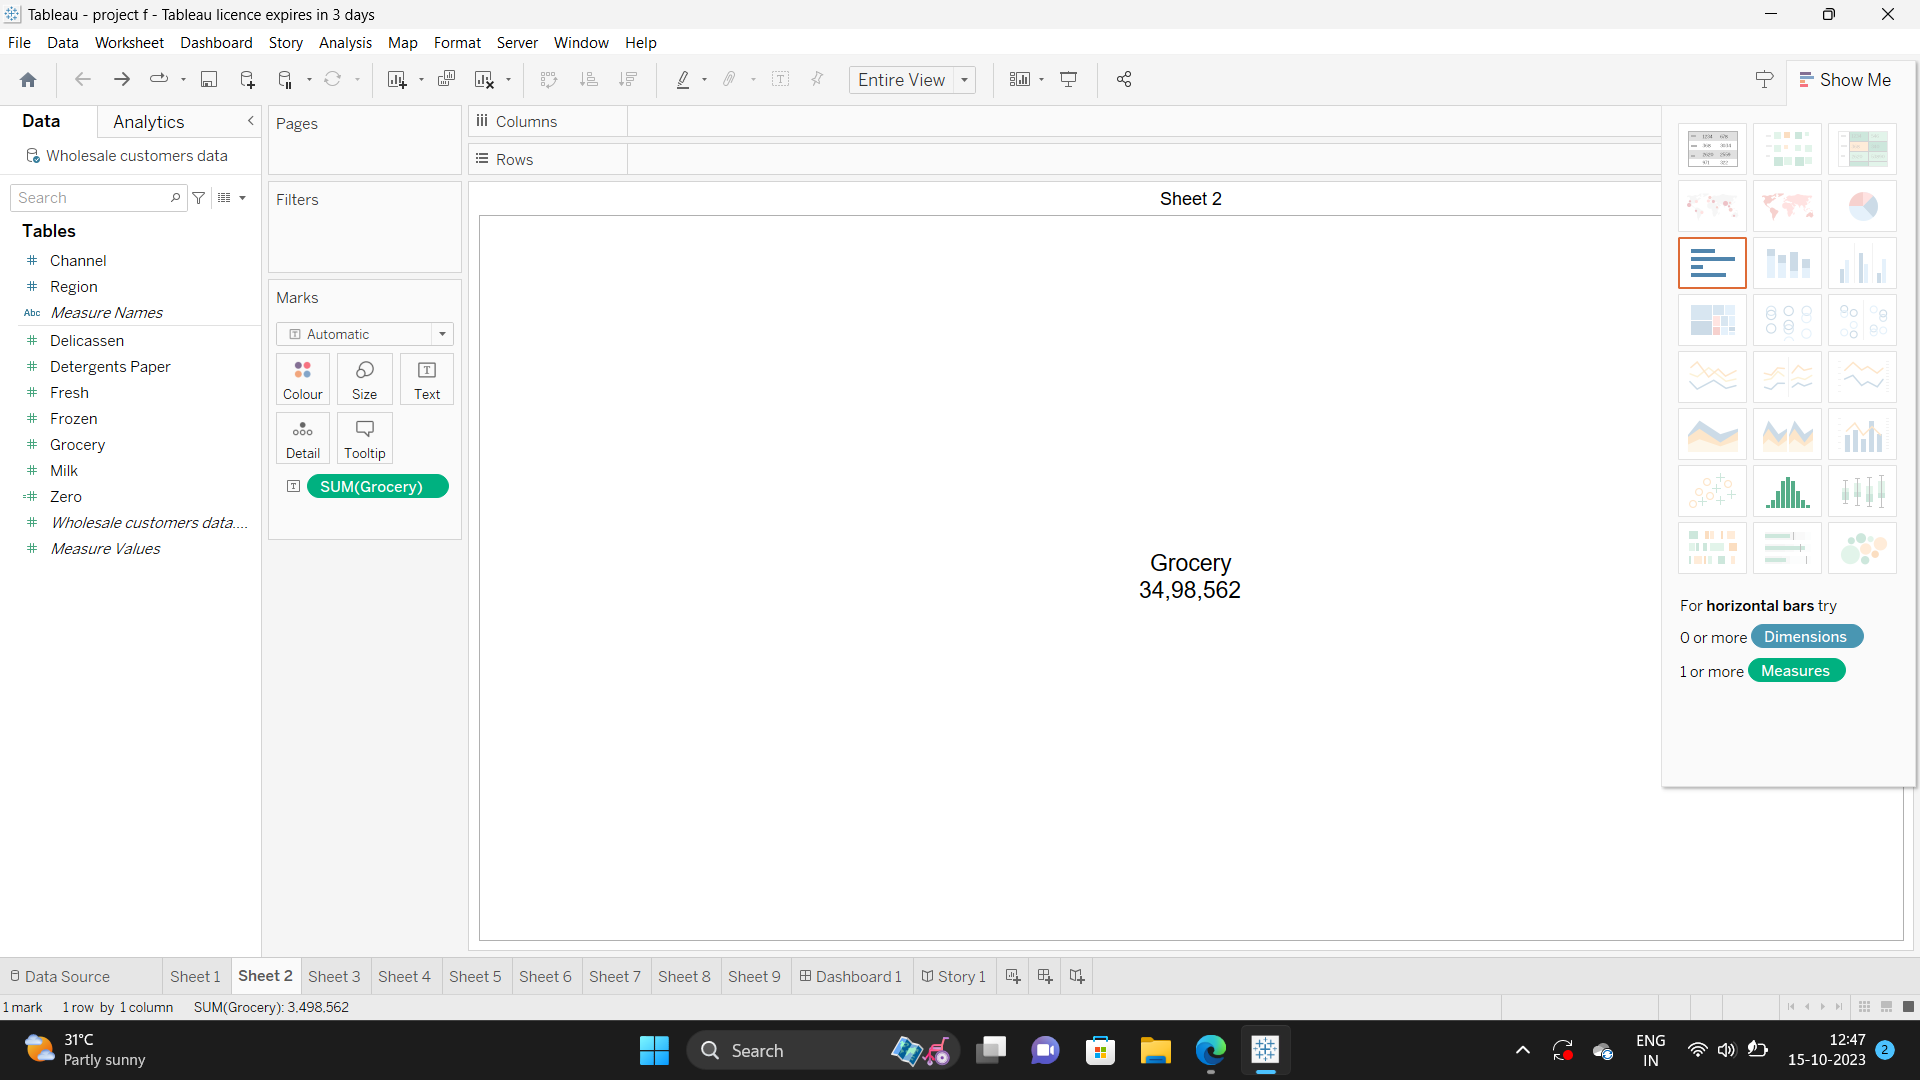 Tableau - project f - Tableau licence expires in 3 days
File Data Worksheet Dashboard Story Analysis Map Format Server Window Help
Entire View
Show Me
Data Analytics
Wholesale customers data
Search
Tables
Channel
Region
Abc Measure Names
Delicassen
Detergents Paper
Fresh
Frozen
Grocery
Milk
Zero
Wholesale customers data....
Measure Values
Pages
Filters
Marks
Automatic
Colour Size Text
Detail Tooltip
SUM(Grocery)
Columns
Rows
Sheet 2
Grocery
34,98,562
For horizontal bars try
0 or more Dimensions
1 or more Measures
Data Source Sheet 1 Sheet 2 Sheet 3 Sheet 4 Sheet 5 Sheet 6 Sheet 7 Sheet 8 Sheet 9 Dashboard 1 Story 1
1 mark 1 row by 1 column SUM(Grocery): 3,498,562
31°C
Partly sunny
Search
ENG
IN
12:47
15-10-2023
2